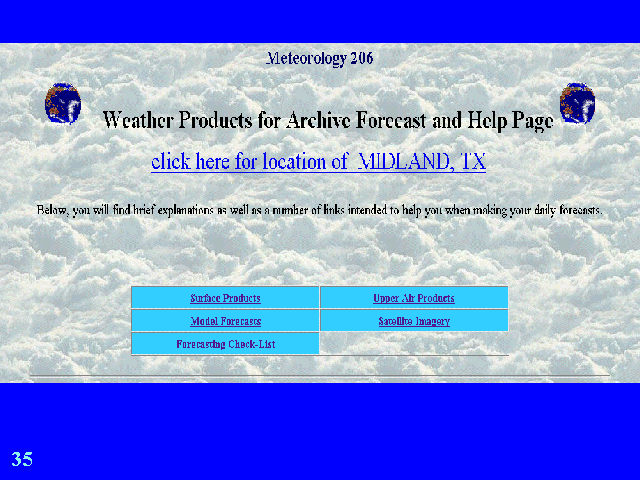 Meteorology 206
Weather Products for Archive Forecast and Help Page
click here for location of MIDLAND, TX
Below, you will find brief explanations as well as a number of links intended to help you when making your daily forecasts.
Surface Products
Upper Air Products
Model Forecasts
Satellite Imagery
Forecasting Check-List
35